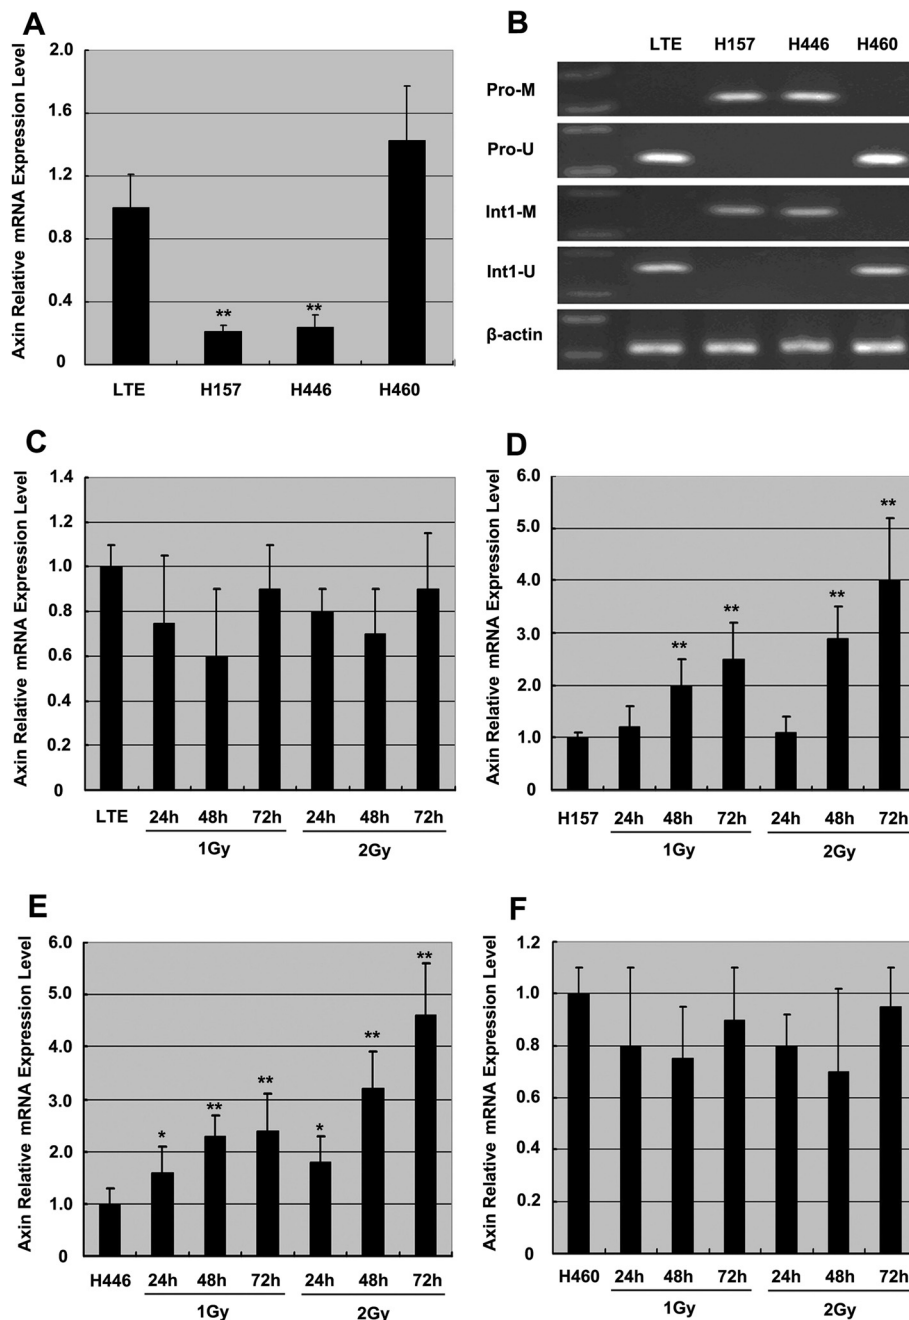 A
Axin Relative mRNA Expression Level
2.0
1.6
1.2
0.8
0.4
0
**
**
LTE H157 H446 H460
B
LTE H157 H446 H460
Pro-M
Pro-U
Int1-M
Int1-U
β-actin
C
Axin Relative mRNA Expression Level
1.4
1.2
1.0
0.8
0.6
0.4
0.2
0
LTE 24h 48h 72h 24h 48h 72h
1Gy 2Gy
D
Axin Relative mRNA Expression Level
6.0
5.0
4.0
3.0
2.0
1.0
0
**
**
**
**
H157 24h 48h 72h 24h 48h 72h
1Gy 2Gy
E
Axin Relative mRNA Expression Level
6.0
5.0
4.0
3.0
2.0
1.0
0
*
**
**
*
**
**
H446 24h 48h 72h 24h 48h 72h
1Gy 2Gy
F
Axin Relative mRNA Expression Level
1.2
1.0
0.8
0.6
0.4
0.2
0
H460 24h 48h 72h 24h 48h 72h
1Gy 2Gy